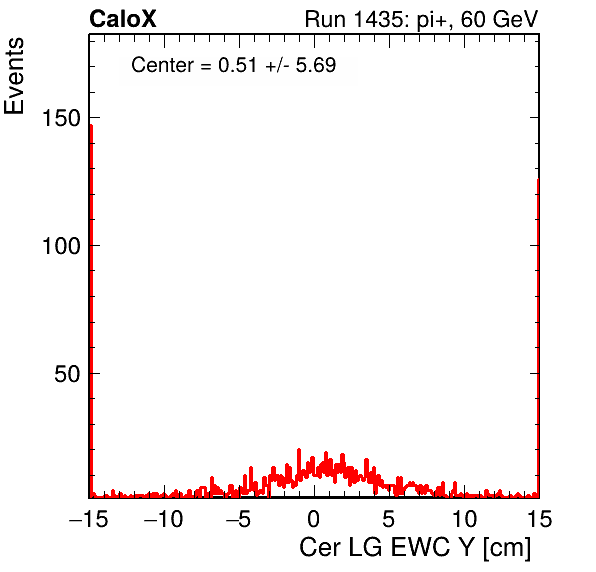 CaloX Run 1435: pi+, 60 GeV
Center = 0.51 +/- 5.69
Events
150
100
50
−15 −10 −5 0 5 10 15
Cer LG EWC Y [cm]